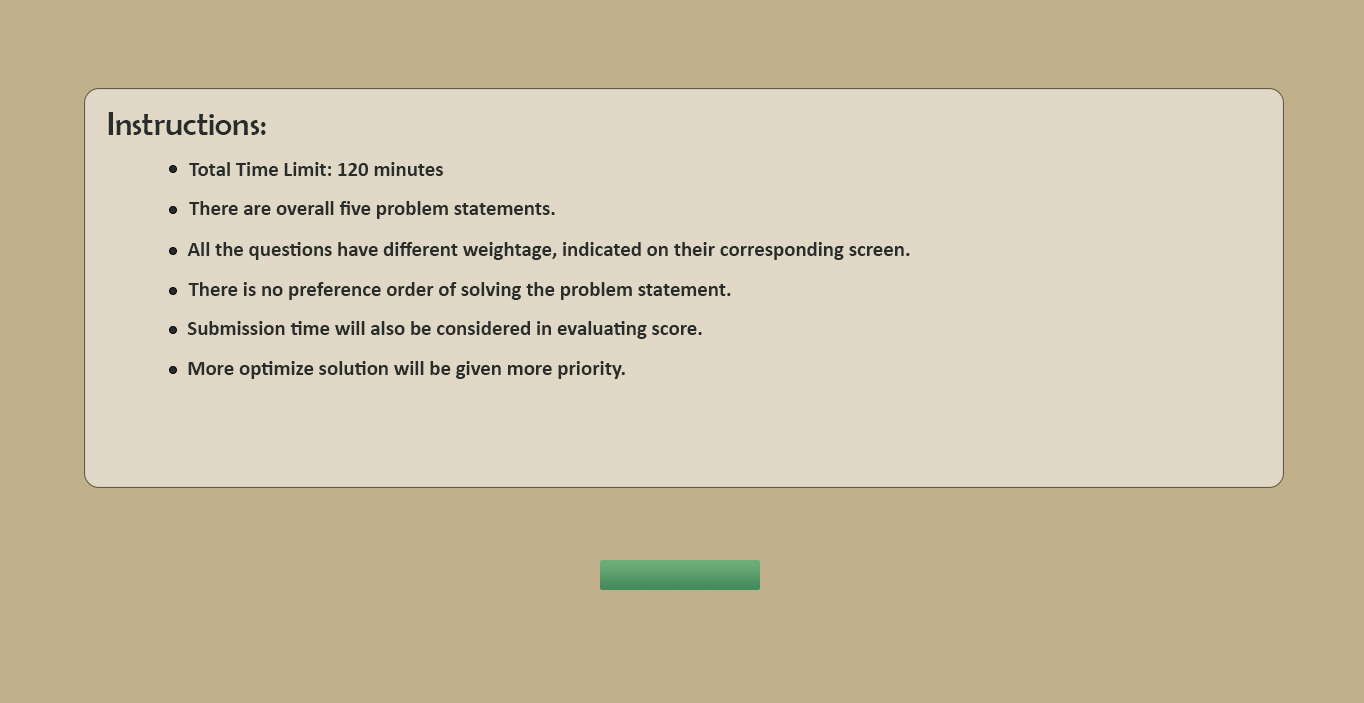 Instructions:
Total Time Limit: 120 minutes
There are overall five problem statements.
All the questions have different weightage, indicated on their corresponding screen.
There is no preference order of solving the problem statement.
Submission time will also be considered in evaluating score.
More optimize solution will be given more priority.